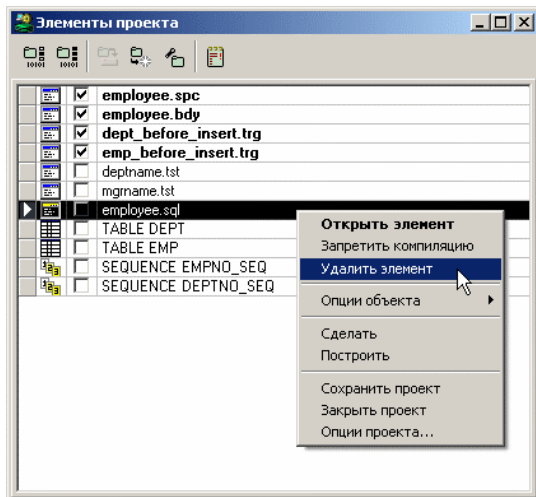 Элементы проекта
employee.spc
employee.bdy
dept_before_insert.trg
emp_before_insert.trg
deptname.tst
mgrname.tst
employee.sql
TABLE DEPT
TABLE EMP
SEQUENCE EMPNO_SEQ
SEQUENCE DEPTNO_SEQ
Открыть элемент
Запретить компиляцию
Удалить элемент
Опции объекта
Сделать
Построить
Сохранить проект
Закрыть проект
Опции проекта...